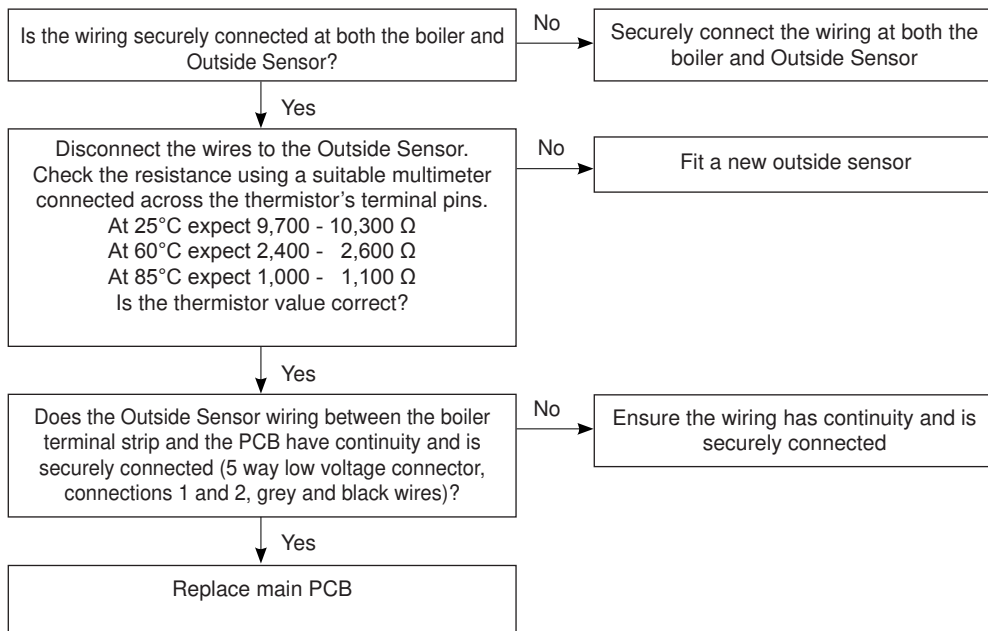 Is the wiring securely connected at both the boiler and
Outside Sensor?
No
Securely connect the wiring at both the
boiler and Outside Sensor
Yes
Disconnect the wires to the Outside Sensor.
Check the resistance using a suitable multimeter
connected across the thermistor's terminal pins.
At 25°C expect 9,700 - 10,300 Ω
At 60°C expect 2,400 - 2,600 Ω
At 85°C expect 1,000 - 1,100 Ω
Is the thermistor value correct?
No
Fit a new outside sensor
Yes
Does the Outside Sensor wiring between the boiler
terminal strip and the PCB have continuity and is
securely connected (5 way low voltage connector,
connections 1 and 2, grey and black wires)?
No
Ensure the wiring has continuity and is
securely connected
Yes
Replace main PCB